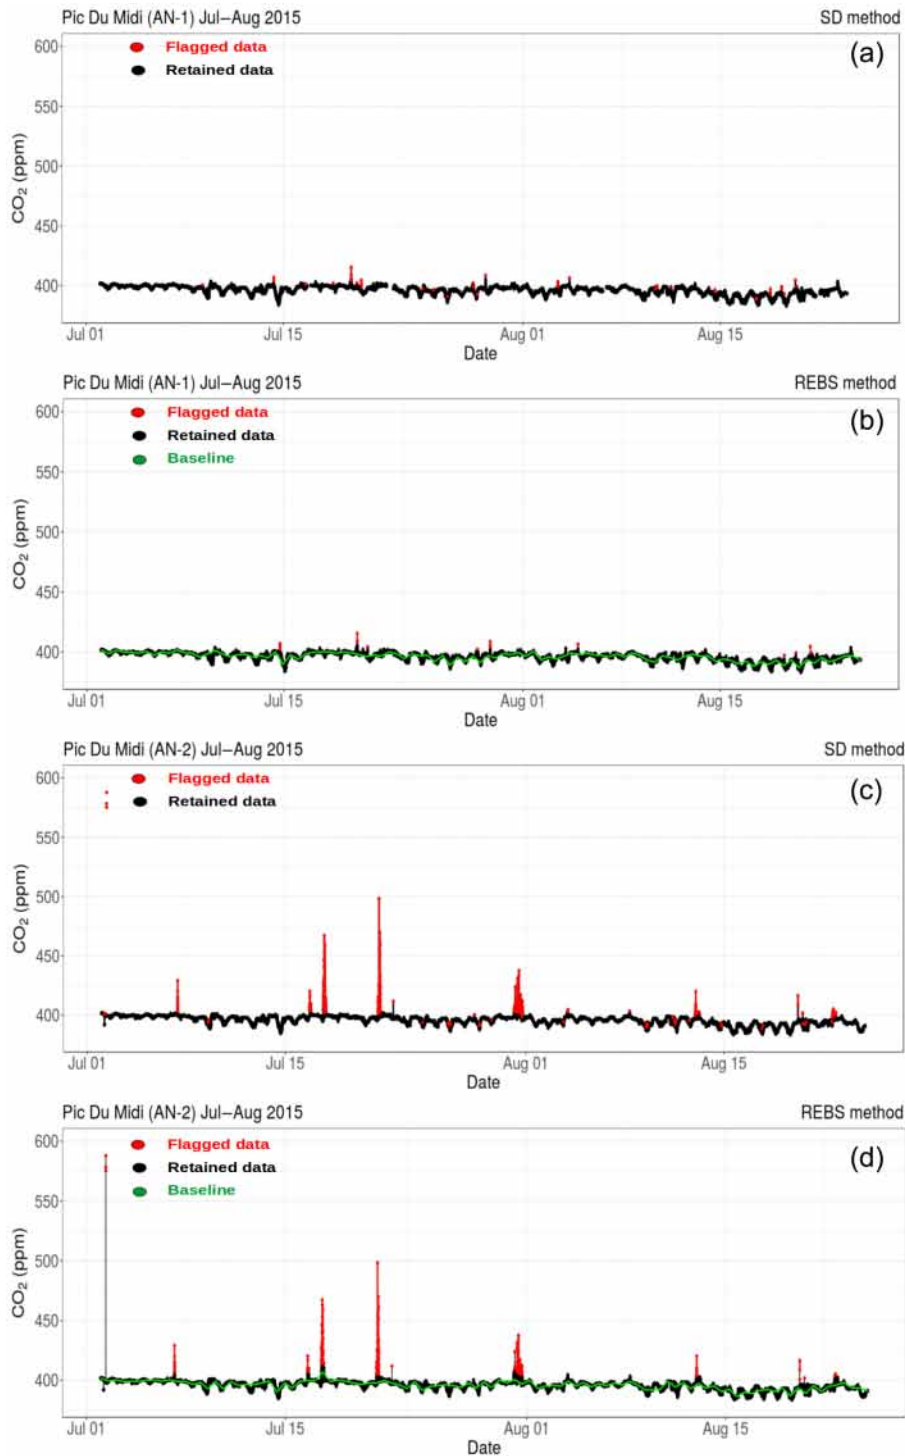 Pic Du Midi (AN-1) Jul–Aug 2015 SD method
Flagged data
Retained data
(a)
600
550
500
450
400
CO2 (ppm)
Jul 01 Jul 15 Aug 01 Aug 15
Date
Pic Du Midi (AN-1) Jul–Aug 2015 REBS method
Flagged data
Retained data
Baseline
(b)
600
550
500
450
400
CO2 (ppm)
Jul 01 Jul 15 Aug 01 Aug 15
Date
Pic Du Midi (AN-2) Jul–Aug 2015 SD method
Flagged data
Retained data
(c)
600
550
500
450
400
CO2 (ppm)
Jul 01 Jul 15 Aug 01 Aug 15
Date
Pic Du Midi (AN-2) Jul–Aug 2015 REBS method
Flagged data
Retained data
Baseline
(d)
600
550
500
450
400
CO2 (ppm)
Jul 01 Jul 15 Aug 01 Aug 15
Date